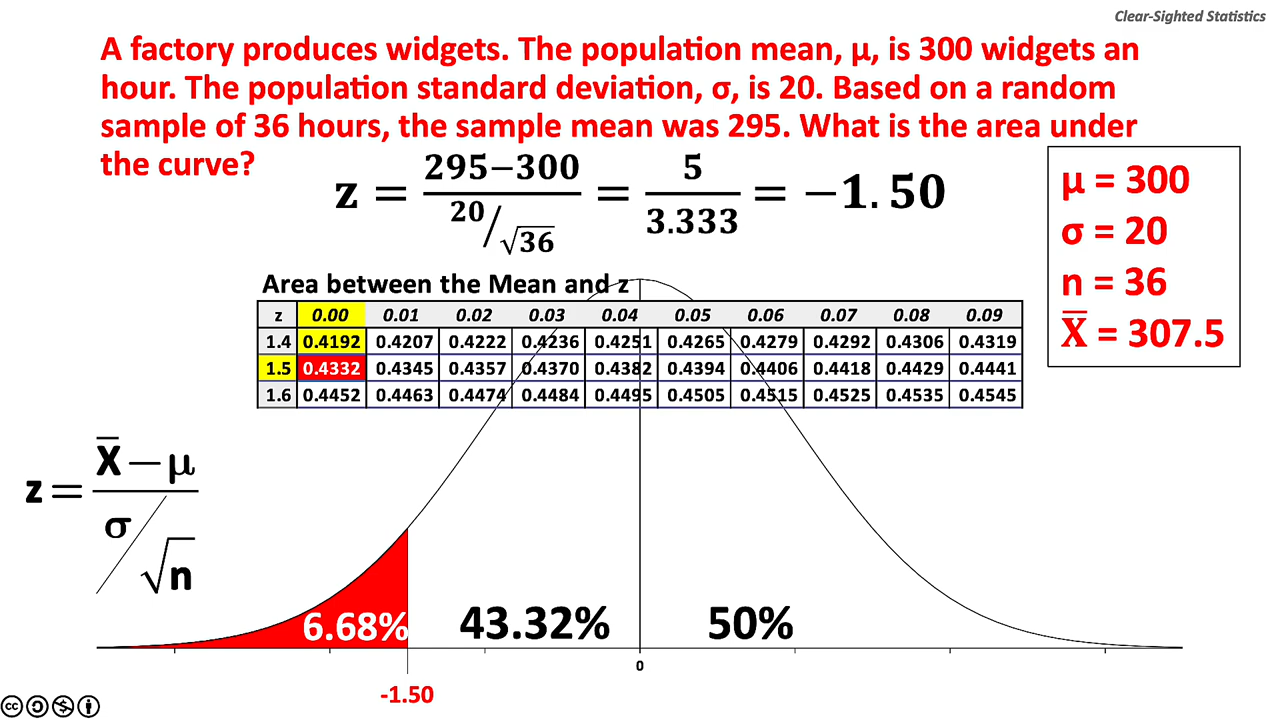 Clear-Sighted Statistics
A factory produces widgets. The population mean, μ, is 300 widgets an
hour. The population standard deviation, σ, is 20. Based on a random
sample of 36 hours, the sample mean was 295. What is the area under
the curve?
z = (295−300)/(20/√36) = 5/3.333 = −1.50
μ = 300
σ = 20
n = 36
X̅ = 307.5
Area between the Mean and z
z 0.00 0.01 0.02 0.03 0.04 0.05 0.06 0.07 0.08 0.09
1.4 0.4192 0.4207 0.4222 0.4236 0.4251 0.4265 0.4279 0.4292 0.4306 0.4319
1.5 0.4332 0.4345 0.4357 0.4370 0.4382 0.4394 0.4406 0.4418 0.4429 0.4441
1.6 0.4452 0.4463 0.4474 0.4484 0.4495 0.4505 0.4515 0.4525 0.4535 0.4545
z = (X̅ − μ)/(σ/√n)
6.68% 43.32% 50%
0
-1.50
cc